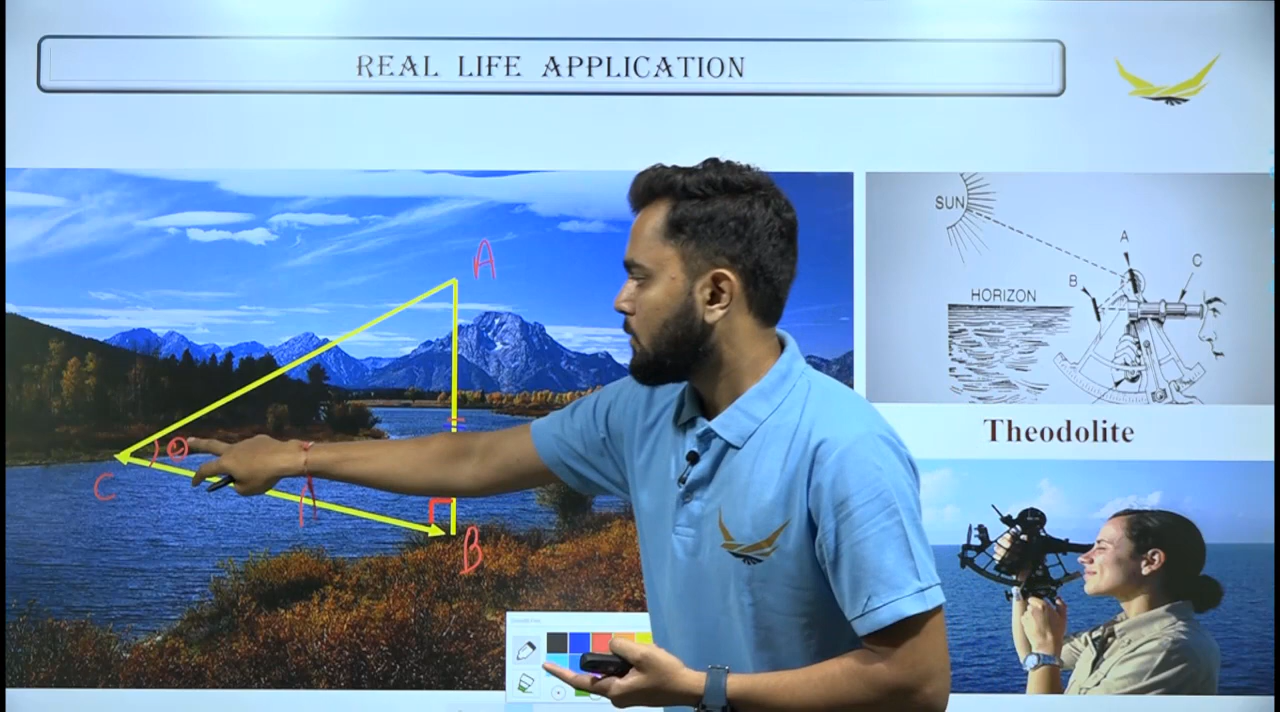 REAL LIFE APPLICATION
A
C
θ
B
SUN
A
B
C
HORIZON
Theodolite